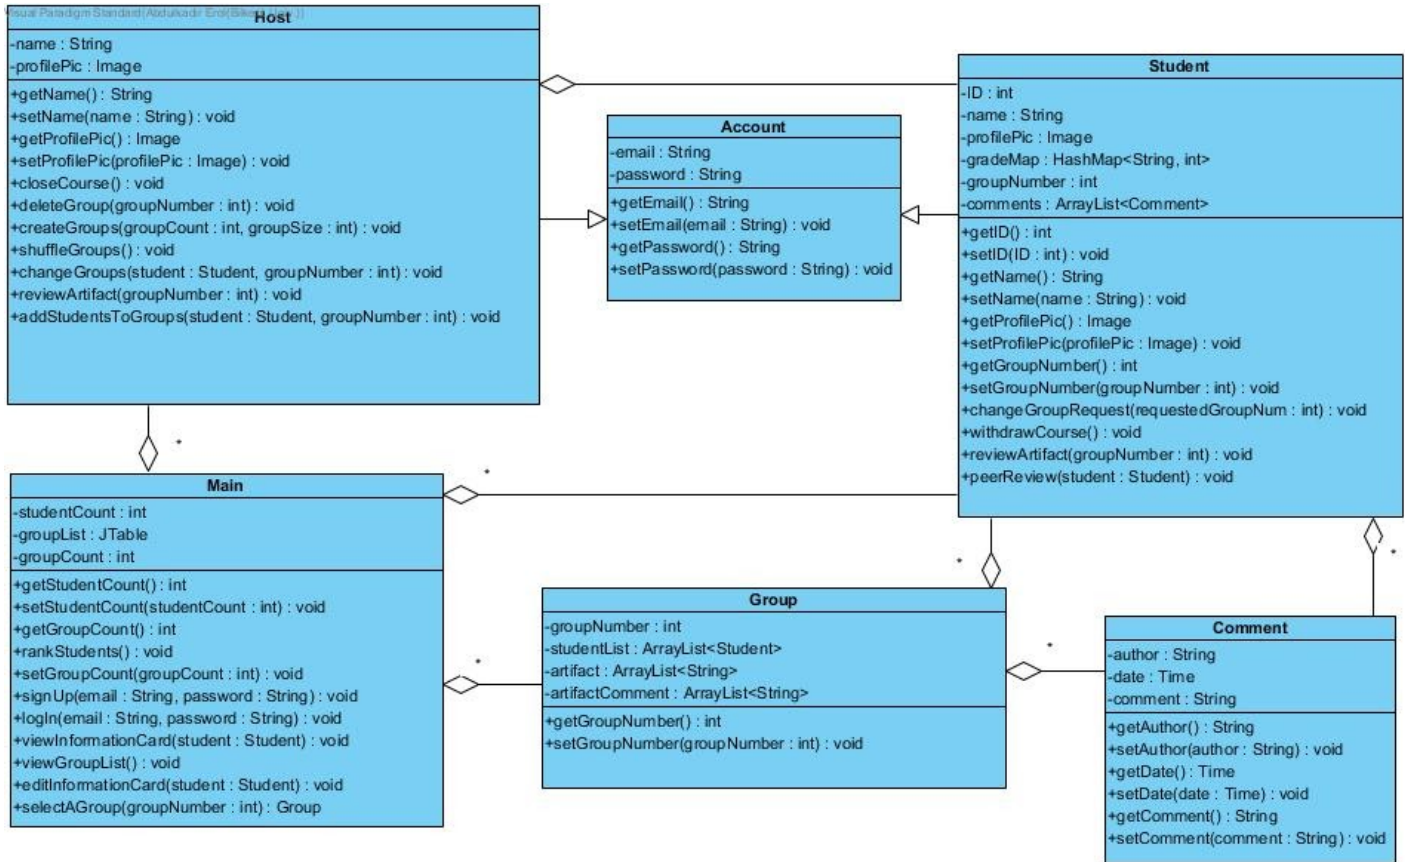 Visual Paradigm Standard(Abdulkadir Erol(Bilkent Univ.))
Host
-name : String
-profilePic : Image
+getName() : String
+setName(name : String) : void
+getProfilePic() : Image
+setProfilePic(profilePic : Image) : void
+closeCourse() : void
+deleteGroup(groupNumber : int) : void
+createGroups(groupCount : int, groupSize : int) : void
+shuffleGroups() : void
+changeGroups(student : Student, groupNumber : int) : void
+reviewArtifact(groupNumber : int) : void
+addStudentsToGroups(student : Student, groupNumber : int) : void
Account
-email : String
-password : String
+getEmail() : String
+setEmail(email : String) : void
+getPassword() : String
+setPassword(password : String) : void
Student
-ID : int
-name : String
-profilePic : Image
-gradeMap : HashMap<String, int>
-groupNumber : int
-comments : ArrayList<Comment>
+getID() : int
+setID(ID : int) : void
+getName() : String
+setName(name : String) : void
+getProfilePic() : Image
+setProfilePic(profilePic : Image) : void
+getGroupNumber() : int
+setGroupNumber(groupNumber : int) : void
+changeGroupRequest(requestedGroupNum : int) : void
+withdrawCourse() : void
+reviewArtifact(groupNumber : int) : void
+peerReview(student : Student) : void
*
*
Main
-studentCount : int
-groupList : JTable
-groupCount : int
+getStudentCount() : int
+setStudentCount(studentCount : int) : void
+getGroupCount() : int
+rankStudents() : void
+setGroupCount(groupCount : int) : void
+signUp(email : String, password : String) : void
+logIn(email : String, password : String) : void
+viewInformationCard(student : Student) : void
+viewGroupList() : void
+editInformationCard(student : Student) : void
+selectAGroup(groupNumber : int) : Group
*
*
Group
-groupNumber : int
-studentList : ArrayList<Student>
-artifact : ArrayList<String>
-artifactComment : ArrayList<String>
+getGroupNumber() : int
+setGroupNumber(groupNumber : int) : void
*
*
Comment
-author : String
-date : Time
-comment : String
+getAuthor() : String
+setAuthor(author : String) : void
+getDate() : Time
+setDate(date : Time) : void
+getComment() : String
+setComment(comment : String) : void